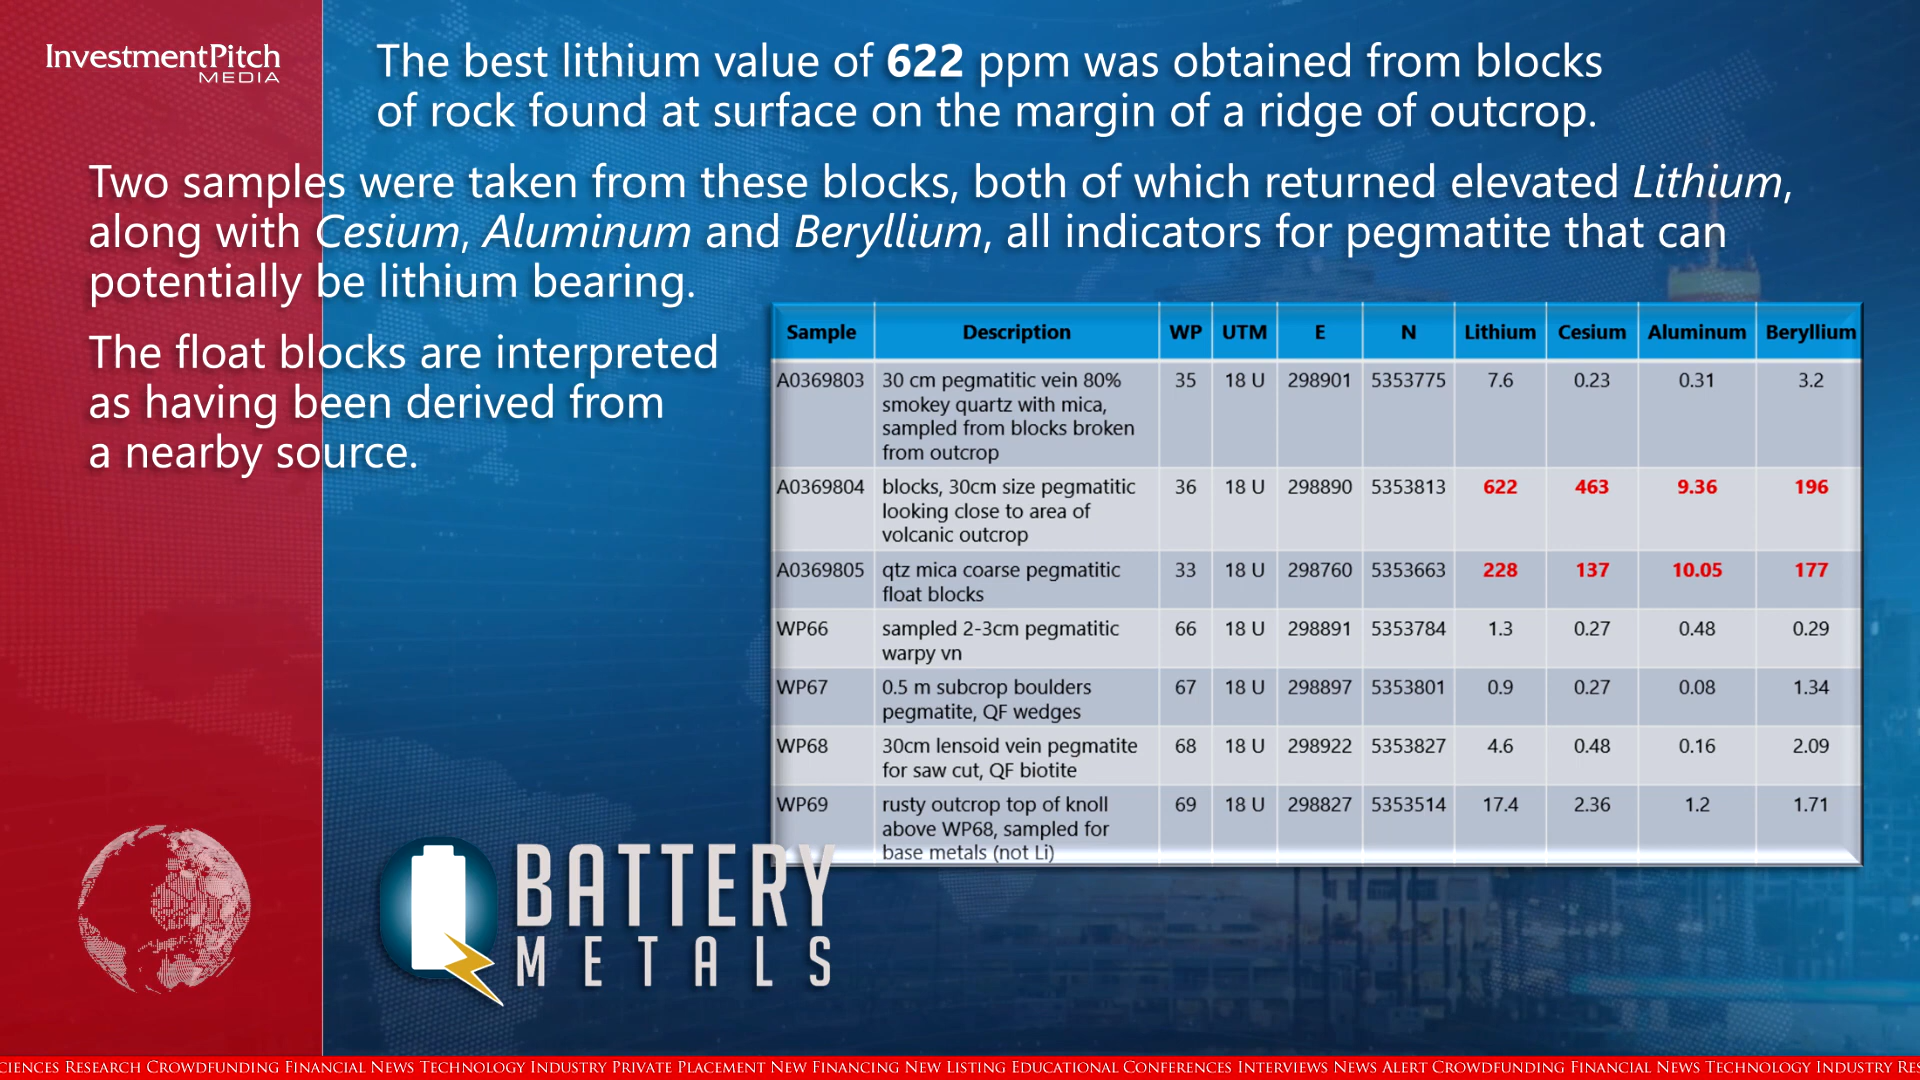 InvestmentPitch
MEDIA
The best lithium value of 622 ppm was obtained from blocks
of rock found at surface on the margin of a ridge of outcrop.
Two samples were taken from these blocks, both of which returned elevated Lithium,
along with Cesium, Aluminum and Beryllium, all indicators for pegmatite that can
potentially be lithium bearing.
The float blocks are interpreted
as having been derived from
a nearby source.
Sample Description WP UTM E N Lithium Cesium Aluminum Beryllium
A0369803 30 cm pegmatitic vein 80% 35 18 U 298901 5353775 7.6 0.23 0.31 3.2
smokey quartz with mica,
sampled from blocks broken
from outcrop
A0369804 blocks, 30cm size pegmatitic 36 18 U 298890 5353813 622 463 9.36 196
looking close to area of
volcanic outcrop
A0369805 qtz mica coarse pegmatitic 33 18 U 298760 5353663 228 137 10.05 177
float blocks
WP66 sampled 2-3cm pegmatitic 66 18 U 298891 5353784 1.3 0.27 0.48 0.29
warpy vn
WP67 0.5 m subcrop boulders 67 18 U 298897 5353801 0.9 0.27 0.08 1.34
pegmatite, QF wedges
WP68 30cm lensoid vein pegmatite 68 18 U 298922 5353827 4.6 0.48 0.16 2.09
for saw cut, QF biotite
WP69 rusty outcrop top of knoll 69 18 U 298827 5353514 17.4 2.36 1.2 1.71
above WP68, sampled for
base metals (not Li)
BATTERY
METALS
CIENCES RESEARCH CROWDFUNDING FINANCIAL NEWS TECHNOLOGY INDUSTRY PRIVATE PLACEMENT NEW FINANCING NEW LISTING EDUCATIONAL CONFERENCES INTERVIEWS NEWS ALERT CROWDFUNDING FINANCIAL NEWS TECHNOLOGY INDUSTRY RES